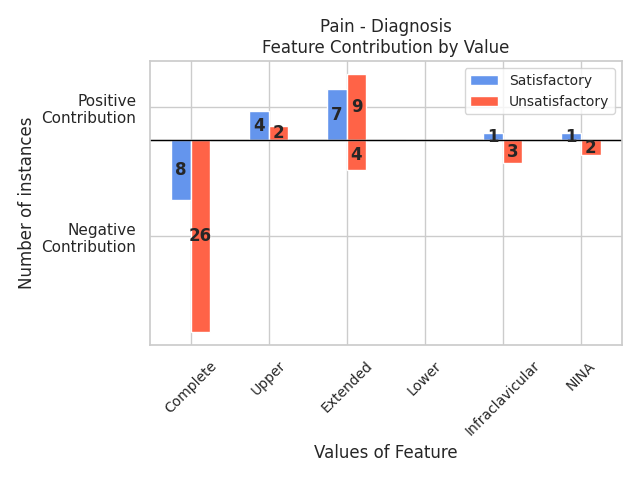 Pain - Diagnosis
Feature Contribution by Value
Satisfactory
Unsatisfactory
Positive
Contribution
Negative
Contribution
Number of instances
8
26
4
2
7
9
4
1
3
1
2
Complete
Upper
Extended
Lower
Infraclavicular
NINA
Values of Feature